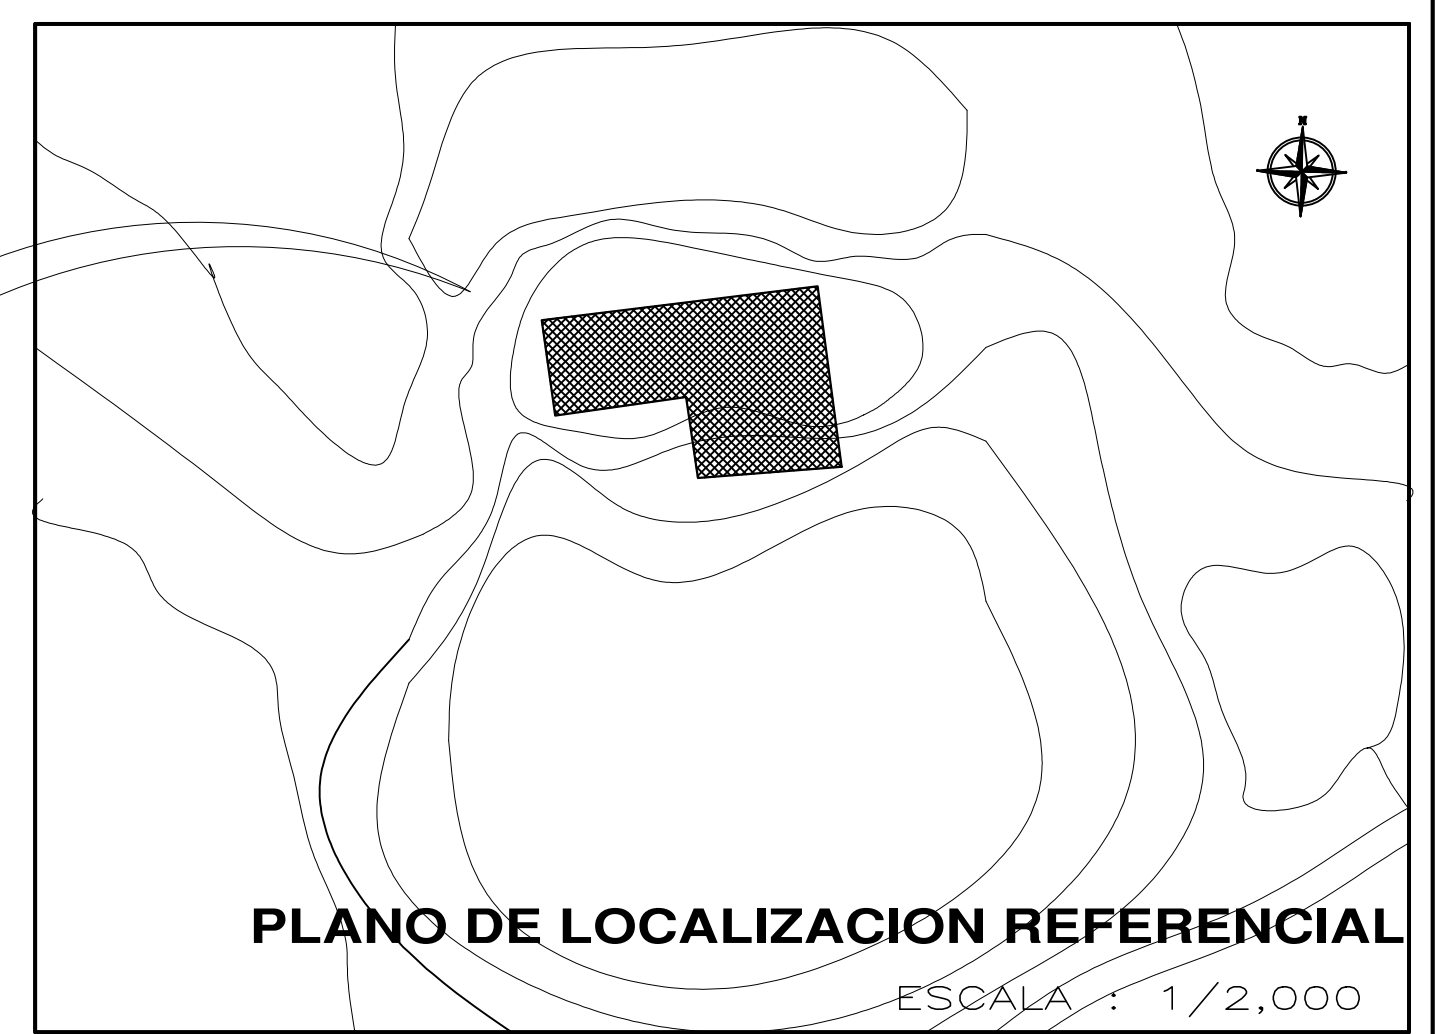 N
PLANO DE LOCALIZACION REFERENCIAL
ESCALA : 1/2,000